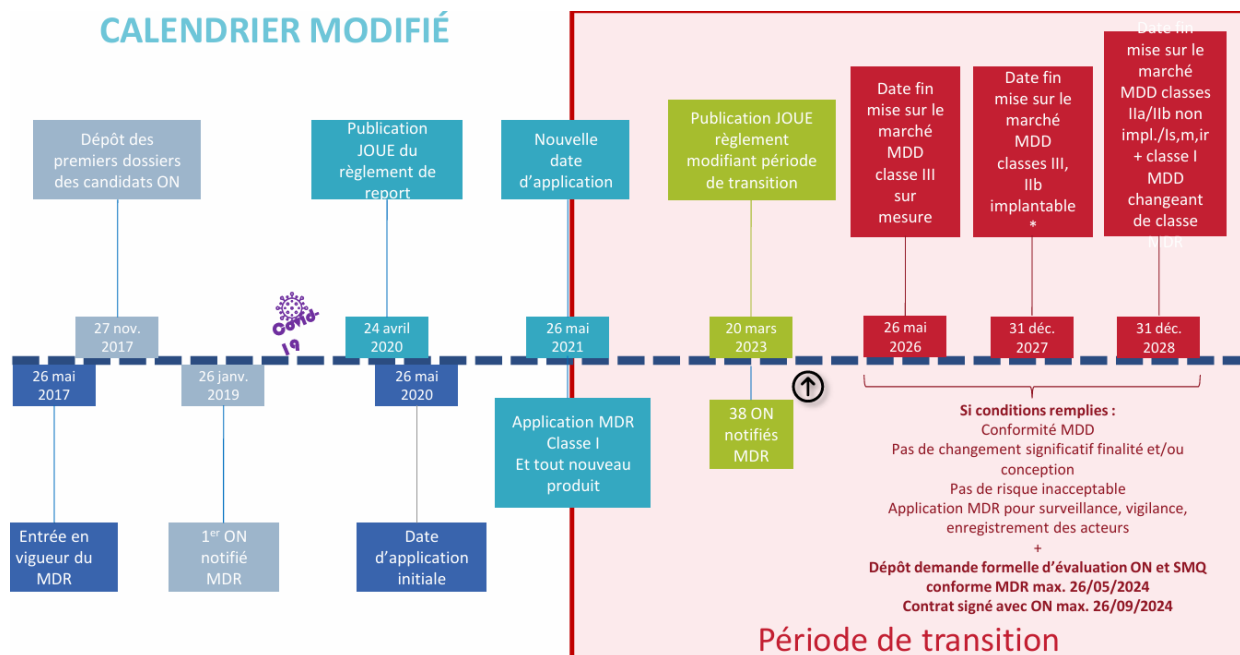 CALENDRIER MODIFIÉ
Dépôt des
premiers dossiers
des candidats ON
Publication
JOUE du
règlement de
report
Nouvelle
date
d'application
Publication JOUE
règlement
modifiant période
de transition
Date fin
mise sur le
marché
MDD
classe III
sur
mesure
Date fin
mise sur le
marché
MDD
classes III,
IIb
implantable
*
Date fin
mise sur le
marché
MDD classes
IIa/IIb non
impl./Is,m,ir
+ classe I
MDD
changeant
de classe
MDR
27 nov.
2017
Covid-
19
24 avril
2020
26 mai
2021
20 mars
2023
26 mai
2026
31 déc.
2027
31 déc.
2028
26 mai
2017
26 janv.
2019
26 mai
2020
Entrée en
vigueur du
MDR
1er ON
notifié
MDR
Date
d'application
initiale
Application MDR
Classe I
Et tout nouveau
produit
38 ON
notifiés
MDR
Si conditions remplies :
Conformité MDD
Pas de changement significatif finalité et/ou
conception
Pas de risque inacceptable
Application MDR pour surveillance, vigilance,
enregistrement des acteurs
+
Dépôt demande formelle d'évaluation ON et SMQ
conforme MDR max. 26/05/2024
Contrat signé avec ON max. 26/09/2024
Période de transition